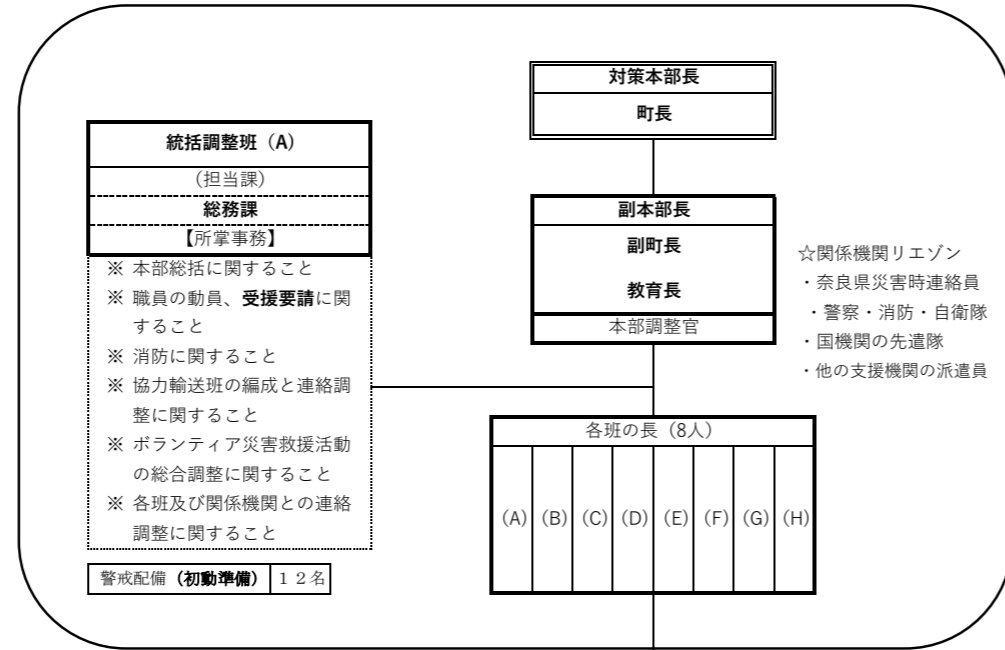 対策本部長
町長
統括調整班（A）
（担当課）
総務課
【所掌事務】
※ 本部総括に関すること
※ 職員の動員、受援要請に関
すること
※ 消防に関すること
※ 協力輸送班の編成と連絡調
整に関すること
※ ボランティア災害救援活動
の総合調整に関すること
※ 各班及び関係機関との連絡
調整に関すること
警戒配備（初動準備） １２名
副本部長
副町長
教育長
本部調整官
☆関係機関リエゾン
・奈良県災害時連絡員
・警察・消防・自衛隊
・国機関の先遣隊
・他の支援機関の派遣員
各班の長（8人）
(A) (B) (C) (D) (E) (F) (G) (H)